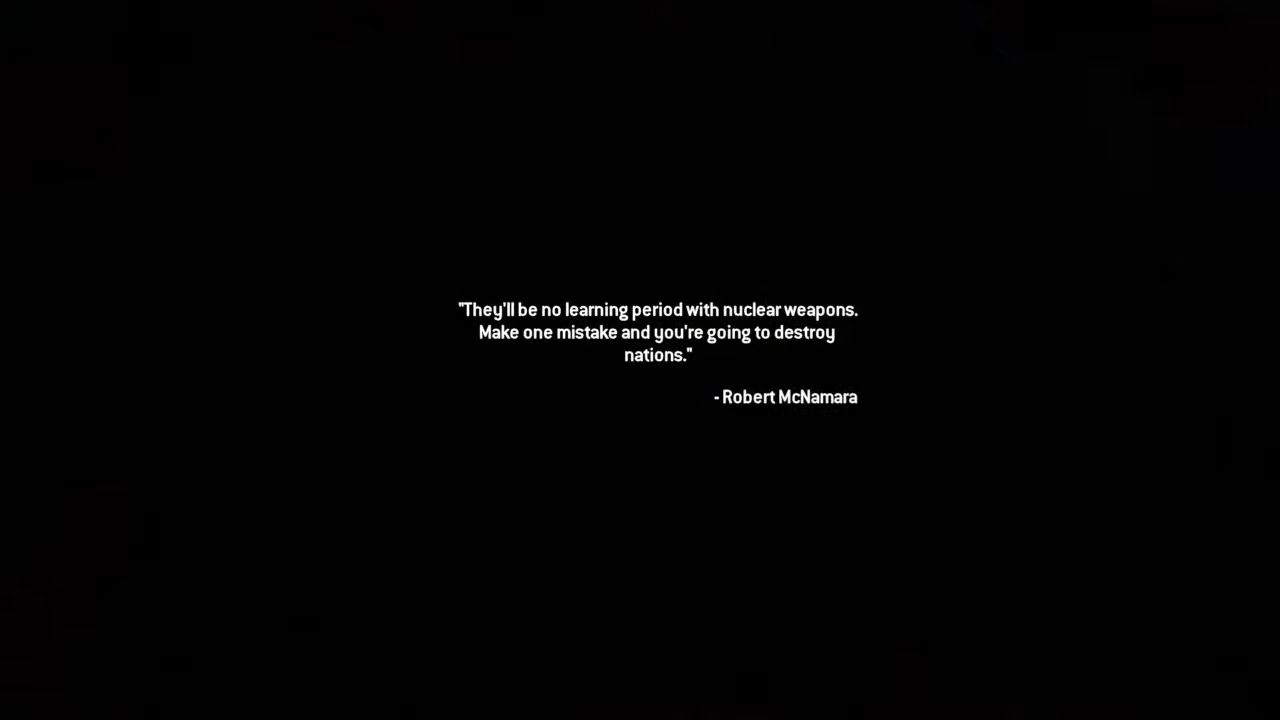 "They'll be no learning period with nuclear weapons.
Make one mistake and you're going to destroy
nations."
- Robert McNamara